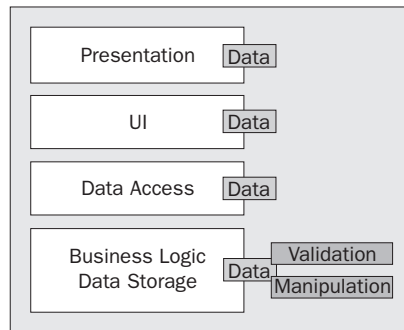 Presentation
Data
UI
Data
Data Access
Data
Business Logic
Data Storage
Data
Validation
Manipulation